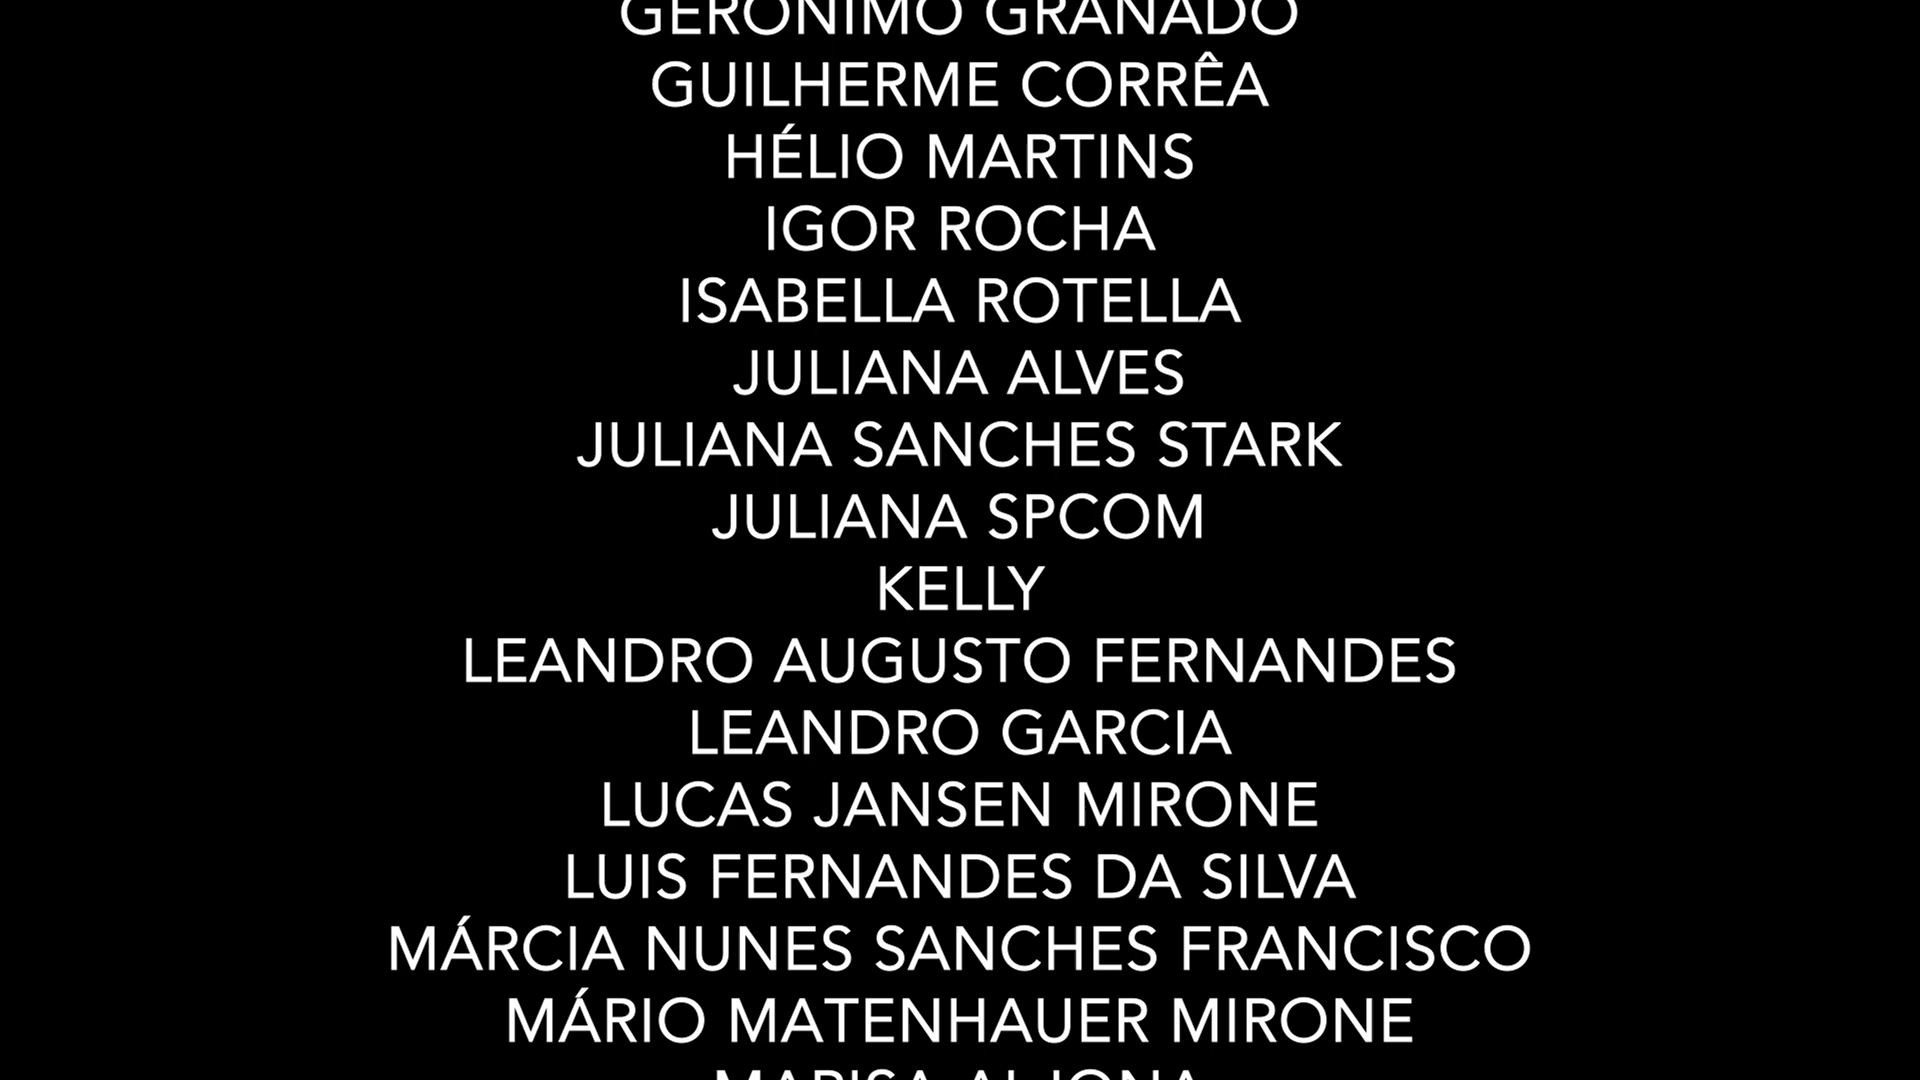 GERONIMO GRANADO
GUILHERME CORRÊA
HÉLIO MARTINS
IGOR ROCHA
ISABELLA ROTELLA
JULIANA ALVES
JULIANA SANCHES STARK
JULIANA SPCOM
KELLY
LEANDRO AUGUSTO FERNANDES
LEANDRO GARCIA
LUCAS JANSEN MIRONE
LUIS FERNANDES DA SILVA
MÁRCIA NUNES SANCHES FRANCISCO
MÁRIO MATENHAUER MIRONE
MARISA